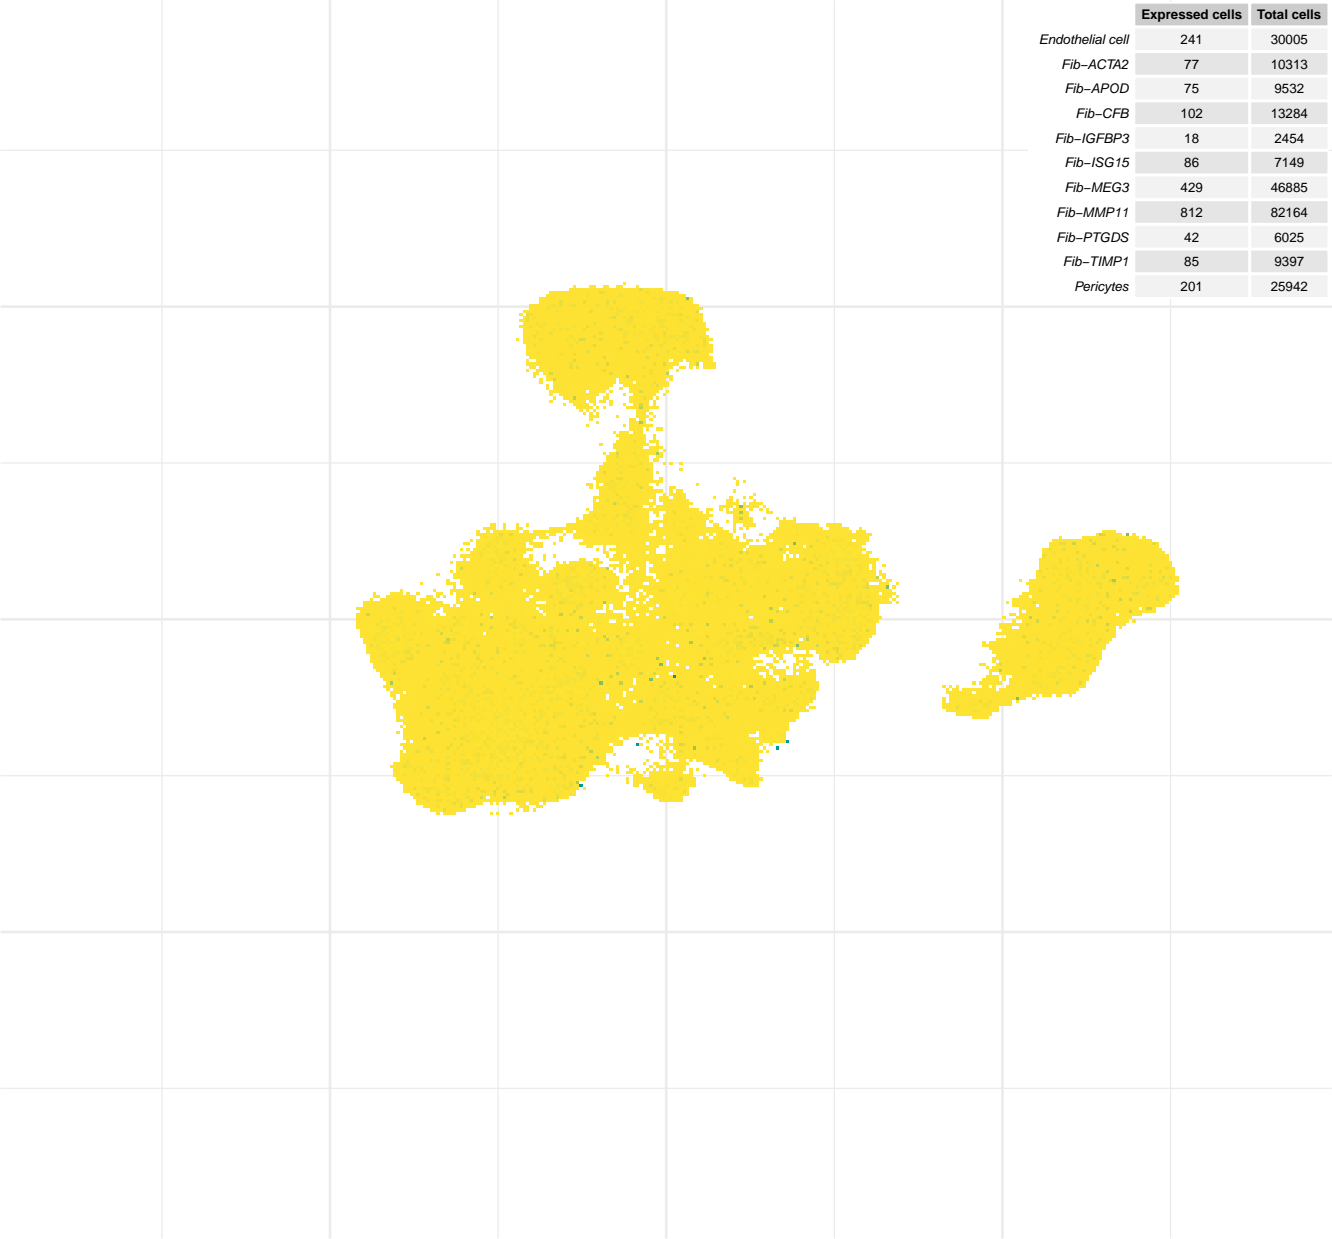 Expressed cells Total cells
Endothelial cell 241 30005
Fib−ACTA2 77 10313
Fib−APOD 75 9532
Fib−CFB 102 13284
Fib−IGFBP3 18 2454
Fib−ISG15 86 7149
Fib−MEG3 429 46885
Fib−MMP11 812 82164
Fib−PTGDS 42 6025
Fib−TIMP1 85 9397
Pericytes 201 25942